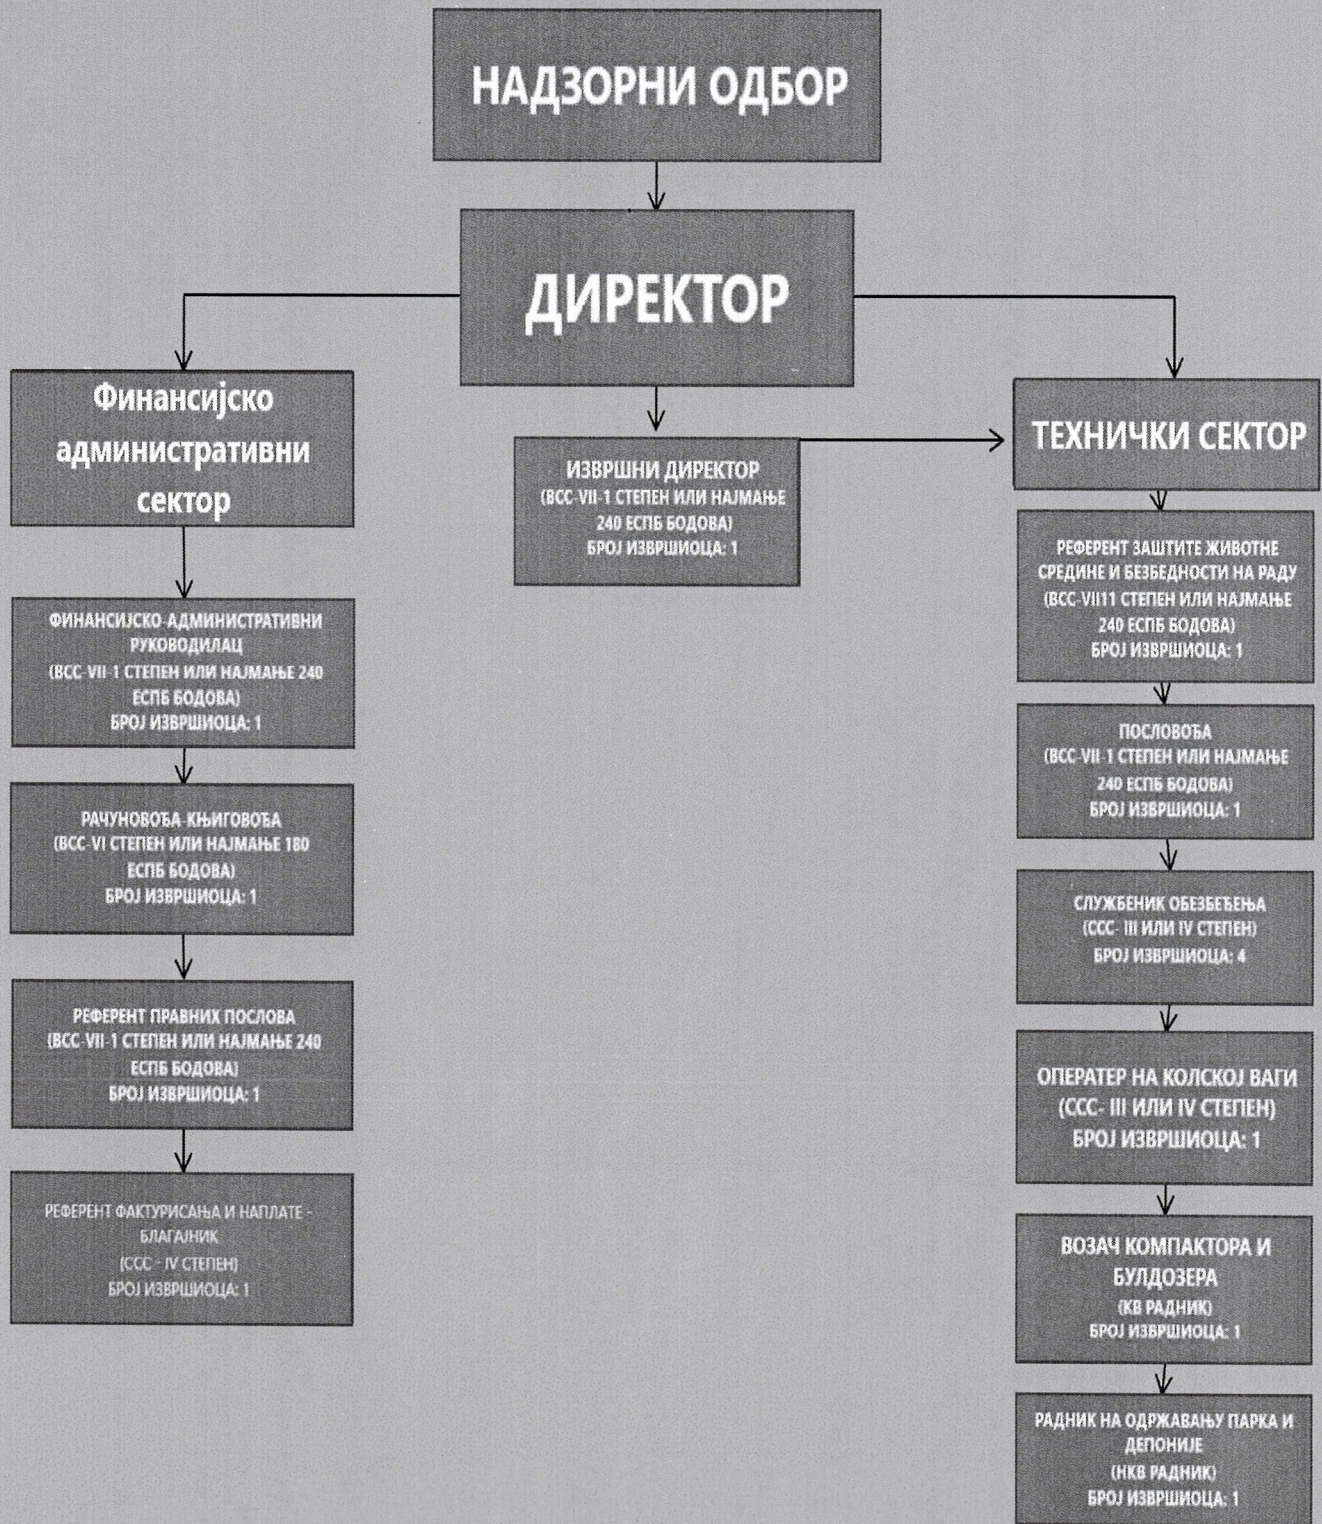 НАДЗОРНИ ОДБОР
ДИРЕКТОР
Финансијско
административни
сектор
ФИНАНСИЈСКО-АДМИНИСТРАТИВНИ
РУКОВОДИЛАЦ
(ВСС-VII-1 СТЕПЕН ИЛИ НАЈМАЊЕ 240
ЕСПБ БОДОВА)
БРОЈ ИЗВРШИОЦА: 1
РАЧУНОВОЂА-КЊИГОВОЂА
(ВСС-VI СТЕПЕН ИЛИ НАЈМАЊЕ 180
ЕСПБ БОДОВА)
БРОЈ ИЗВРШИОЦА: 1
РЕФЕРЕНТ ПРАВНИХ ПОСЛОВА
(ВСС-VII-1 СТЕПЕН ИЛИ НАЈМАЊЕ 240
ЕСПБ БОДОВА)
БРОЈ ИЗВРШИОЦА: 1
РЕФЕРЕНТ ФАКТУРИСАЊА И НАПЛАТЕ -
БЛАГАЈНИК
(ССС - IV СТЕПЕН)
БРОЈ ИЗВРШИОЦА: 1
ИЗВРШНИ ДИРЕКТОР
(ВСС-VII-1 СТЕПЕН ИЛИ НАЈМАЊЕ
240 ЕСПБ БОДОВА)
БРОЈ ИЗВРШИОЦА: 1
ТЕХНИЧКИ СЕКТОР
РЕФЕРЕНТ ЗАШТИТЕ ЖИВОТНЕ
СРЕДИНЕ И БЕЗБЕДНОСТИ НА РАДУ
(ВСС-VII11 СТЕПЕН ИЛИ НАЈМАЊЕ
240 ЕСПБ БОДОВА)
БРОЈ ИЗВРШИОЦА: 1
ПОСЛОВОЂА
(ВСС-VII-1 СТЕПЕН ИЛИ НАЈМАЊЕ
240 ЕСПБ БОДОВА)
БРОЈ ИЗВРШИОЦА: 1
СЛУЖБЕНИК ОБЕЗБЕЂЕЊА
(ССС- III ИЛИ IV СТЕПЕН)
БРОЈ ИЗВРШИОЦА: 4
ОПЕРАТЕР НА КОЛСКОЈ ВАГИ
(ССС- III ИЛИ IV СТЕПЕН)
БРОЈ ИЗВРШИОЦА: 1
ВОЗАЧ КОМПАКТОРА И
БУЛДОЗЕРА
(КВ РАДНИК)
БРОЈ ИЗВРШИОЦА: 1
РАДНИК НА ОДРЖАВАЊУ ПАРКА И
ДЕПОНИЈЕ
(НКВ РАДНИК)
БРОЈ ИЗВРШИОЦА: 1